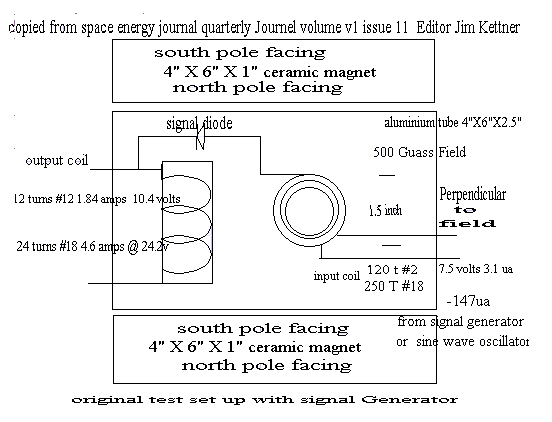 copied from space energy journal quarterly Journel volume v1 issue 11 Editor Jim Kettner
south pole facing
4" X 6" X 1" ceramic magnet
north pole facing
signal diode
aluminium tube 4"X6"X2.5"
500 Guass Field
output coil
12 turns #12 1.84 amps 10.4 volts
1.5 inch
Perpendicular
to
field
24 turns #18 4.6 amps @ 24.2v
input coil
120 t #2
250 T #18
7.5 volts 3.1 ua
-147ua
from signal generator
or sine wave oscillator
south pole facing
4" X 6" X 1" ceramic magnet
north pole facing
original test set up with signal Generator